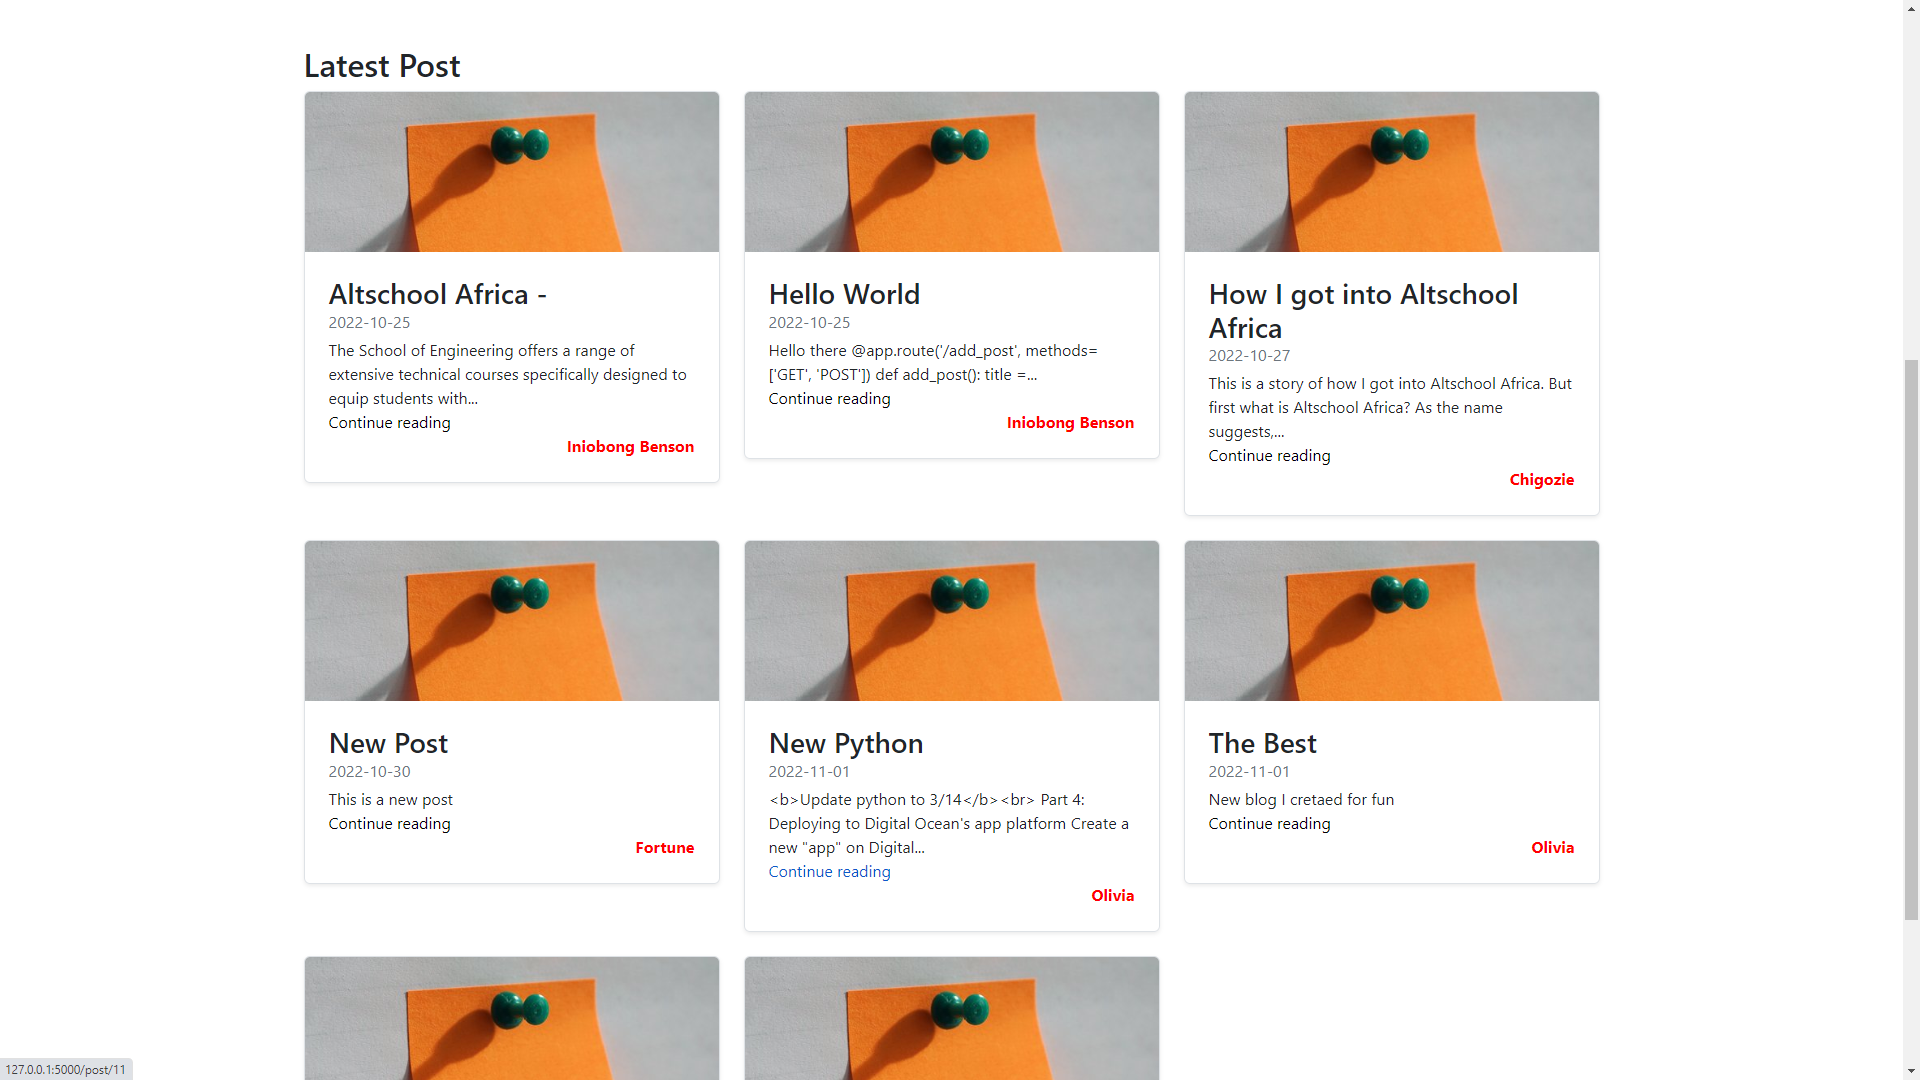 Latest Post
Altschool Africa -
2022-10-25
The School of Engineering offers a range of
extensive technical courses specifically designed to
equip students with...
Continue reading
Iniobong Benson
Hello World
2022-10-25
Hello there @app.route('/add_post', methods=
['GET', 'POST']) def add_post(): title =...
Continue reading
Iniobong Benson
How I got into Altschool
Africa
2022-10-27
This is a story of how I got into Altschool Africa. But
first what is Altschool Africa? As the name
suggests,...
Continue reading
Chigozie
New Post
2022-10-30
This is a new post
Continue reading
Fortune
New Python
2022-11-01
<b>Update python to 3/14</b><br> Part 4:
Deploying to Digital Ocean's app platform Create a
new "app" on Digital...
Continue reading
Olivia
The Best
2022-11-01
New blog I cretaed for fun
Continue reading
Olivia
127.0.0.1:5000/post/11